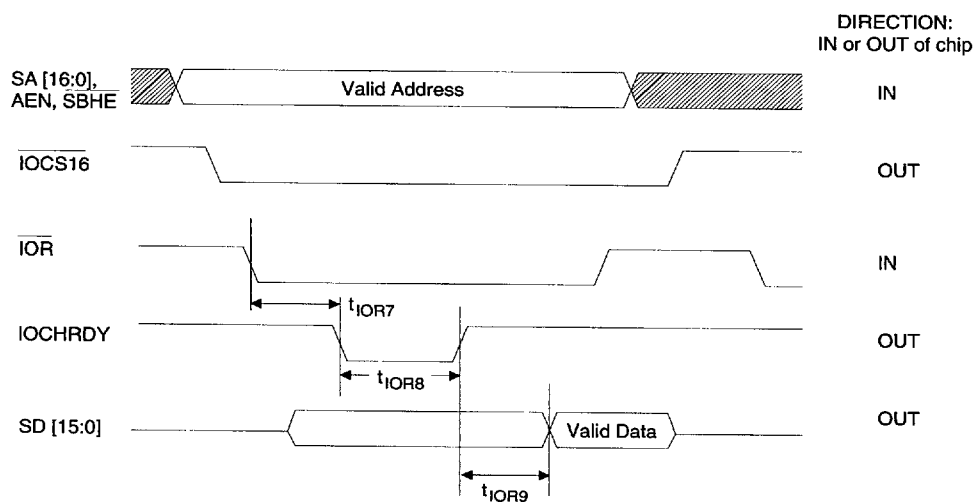 DIRECTION:
IN or OUT of chip
SA [16:0],
AEN, SBHE
Valid Address
IN
IOCS16
OUT
IOR
IN
tIOR7
IOCHRDY
OUT
tIOR8
SD [15:0]
Valid Data
OUT
tIOR9